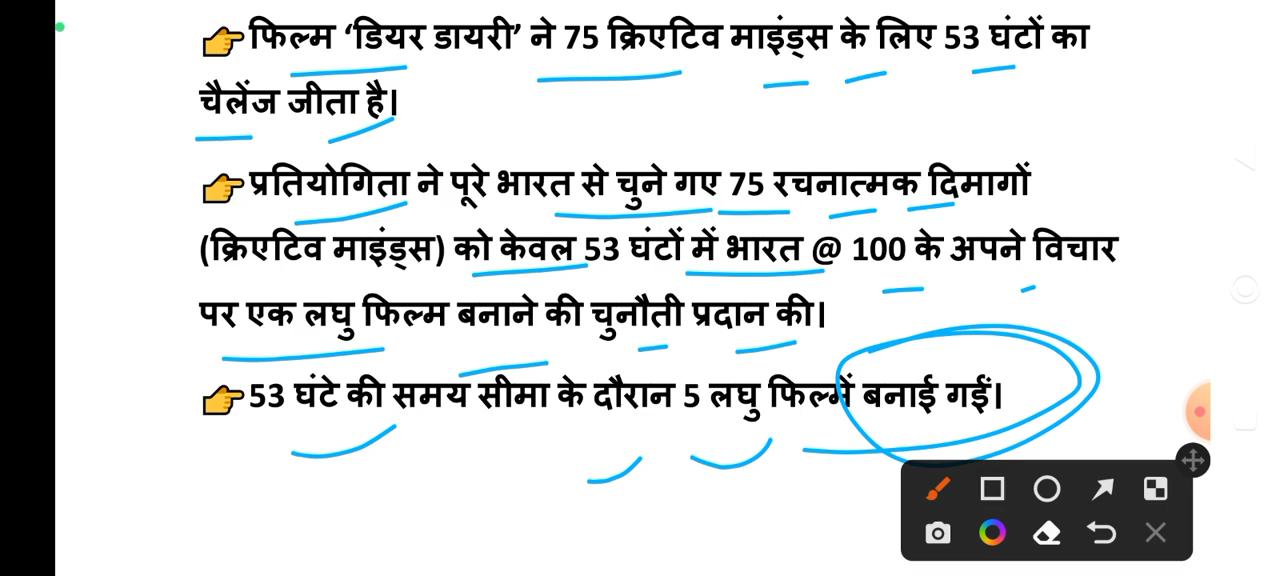 👉फिल्म ‘डियर डायरी’ ने 75 क्रिएटिव माइंड्स के लिए 53 घंटों का
चैलेंज जीता है।
👉प्रतियोगिता ने पूरे भारत से चुने गए 75 रचनात्मक दिमागों
(क्रिएटिव माइंड्स) को केवल 53 घंटों में भारत @ 100 के अपने विचार
पर एक लघु फिल्म बनाने की चुनौती प्रदान की।
👉53 घंटे की समय सीमा के दौरान 5 लघु फिल्में बनाई गईं।